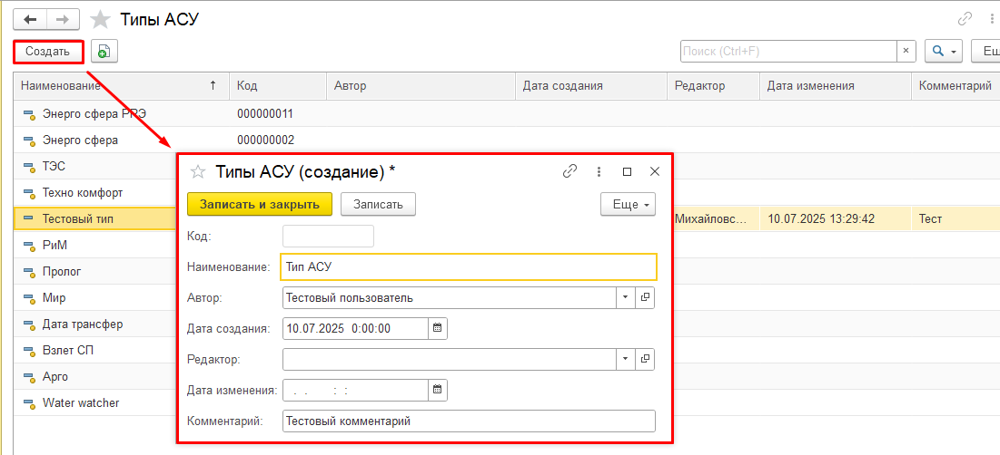 Типы АСУ
Создать
Поиск (Ctrl+F)
Наименование Код Автор Дата создания Редактор Дата изменения Комментарий
Энерго сфера РРЭ 000000011
Энерго сфера 000000002
ТЭС
Техно комфорт
Тестовый тип Михайловс... 10.07.2025 13:29:42 Тест
РиМ
Пролог
Мир
Дата трансфер
Взлет СП
Арго
Water watcher
Типы АСУ (создание) *
Записать и закрыть Записать Еще
Код:
Наименование: Тип АСУ
Автор: Тестовый пользователь
Дата создания: 10.07.2025 0:00:00
Редактор:
Дата изменения: . . : :
Комментарий: Тестовый комментарий